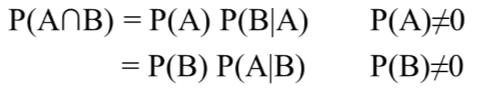 P(A∩B) = P(A) P(B|A) P(A)≠0
= P(B) P(A|B) P(B)≠0